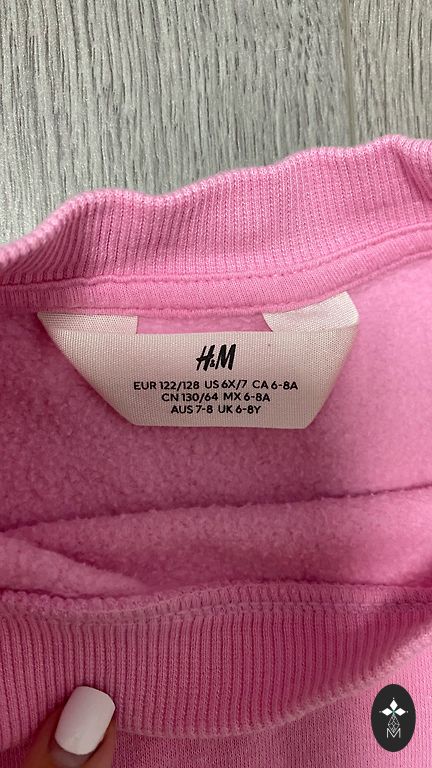 H&M
EUR 122/128 US 6X/7 CA 6-8A
CN 130/64 MX 6-8A
AUS 7-8 UK 6-8Y
M